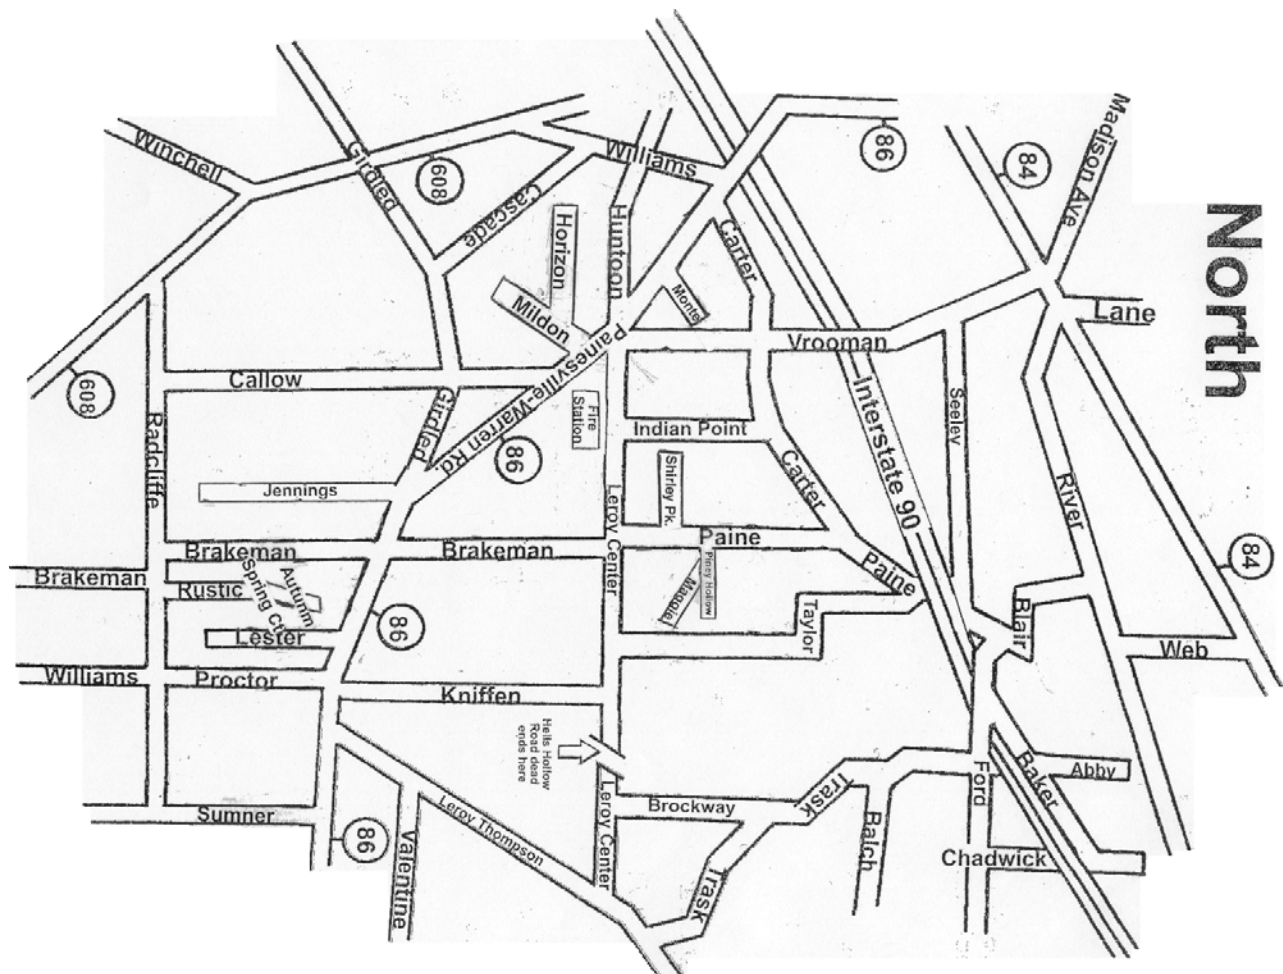 Madison Ave
Winchell
Girdled
608
Williams
86
84
Cascade
Horizon
Huntoon
Carter
North
Mildon
Monte
Lane
Painesville-Warren Rd
Vrooman
Callow
608
Girdled
86
Fire
Station
Indian Point
Interstate 90
Seeley
Radcliffe
Jennings
Shirley Pk.
Carter
River
Leroy Center
Brakeman
Brakeman
Paine
84
Brakeman
Rustic
Spring Ct
Autumn
Maggie
Piney Hollow
Paine
Taylor
Blair
Lester
86
Williams
Proctor
Kniffen
Web
Hells Hollow
Road dead
ends here
Ford
Baker
Abby
Trask
Sumner
86
Valentine
Leroy Thompson
Leroy Center
Brockway
Balch
Chadwick
Trask